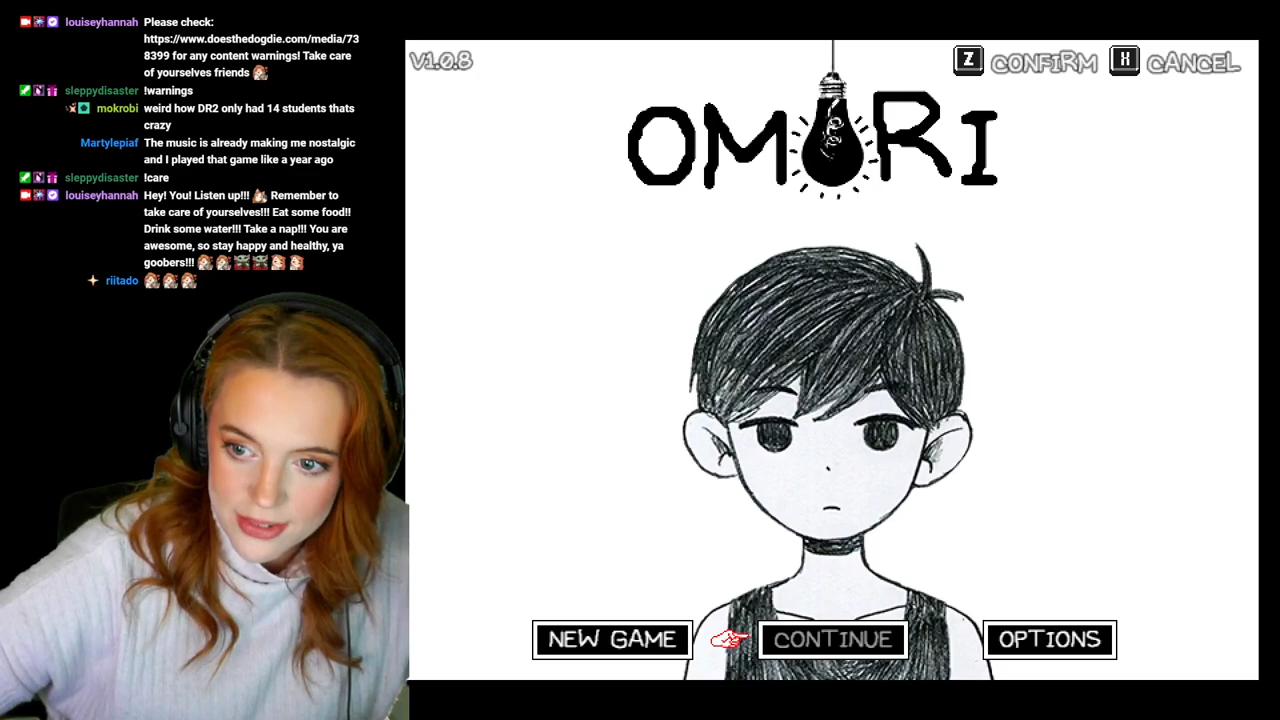 louiseyhannah Please check:
https://www.doesthedogdie.com/media/73
8399 for any content warnings! Take care
of yourselves friends
sleppydisaster !warnings
mokrobi weird how DR2 only had 14 students thats
crazy
Martylepiaf The music is already making me nostalgic
and I played that game like a year ago
sleppydisaster !care
louiseyhannah Hey! You! Listen up!!! Remember to
take care of yourselves!!! Eat some food!!
Drink some water!!! Take a nap!!! You are
awesome, so stay happy and healthy, ya
goobers!!!
riitado
V1.0.8
Z CONFIRM X CANCEL
OMORI
NEW GAME
CONTINUE
OPTIONS